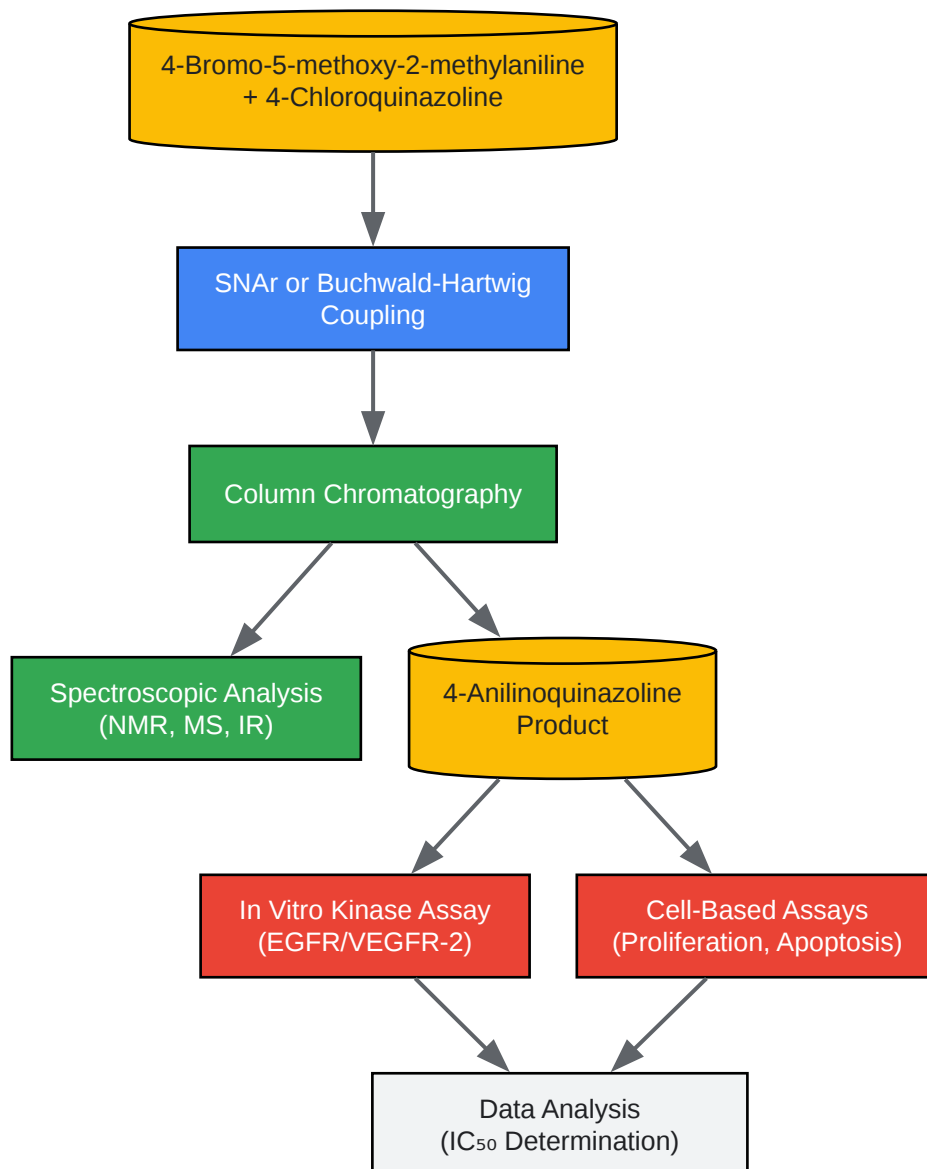 4-Bromo-5-methoxy-2-methylaniline
+ 4-Chloroquinazoline
SNAr or Buchwald-Hartwig
Coupling
Column Chromatography
Spectroscopic Analysis
(NMR, MS, IR)
4-Anilinoquinazoline
Product
In Vitro Kinase Assay
(EGFR/VEGFR-2)
Cell-Based Assays
(Proliferation, Apoptosis)
Data Analysis
(IC₅₀ Determination)